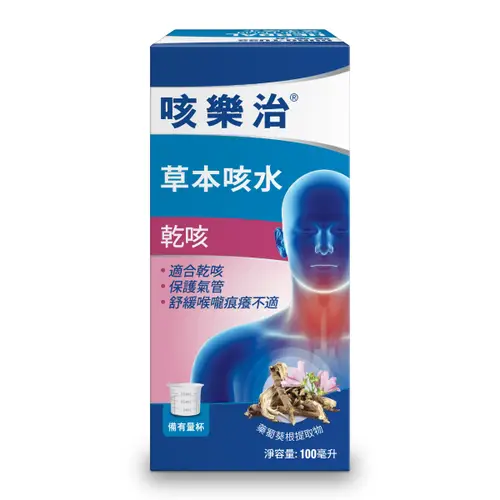 咳樂治®
草本咳水
乾咳
• 適合乾咳
• 保護氣管
• 舒緩喉嚨痕癢不適
藥蜀葵根提取物
備有量杯
淨容量: 100毫升